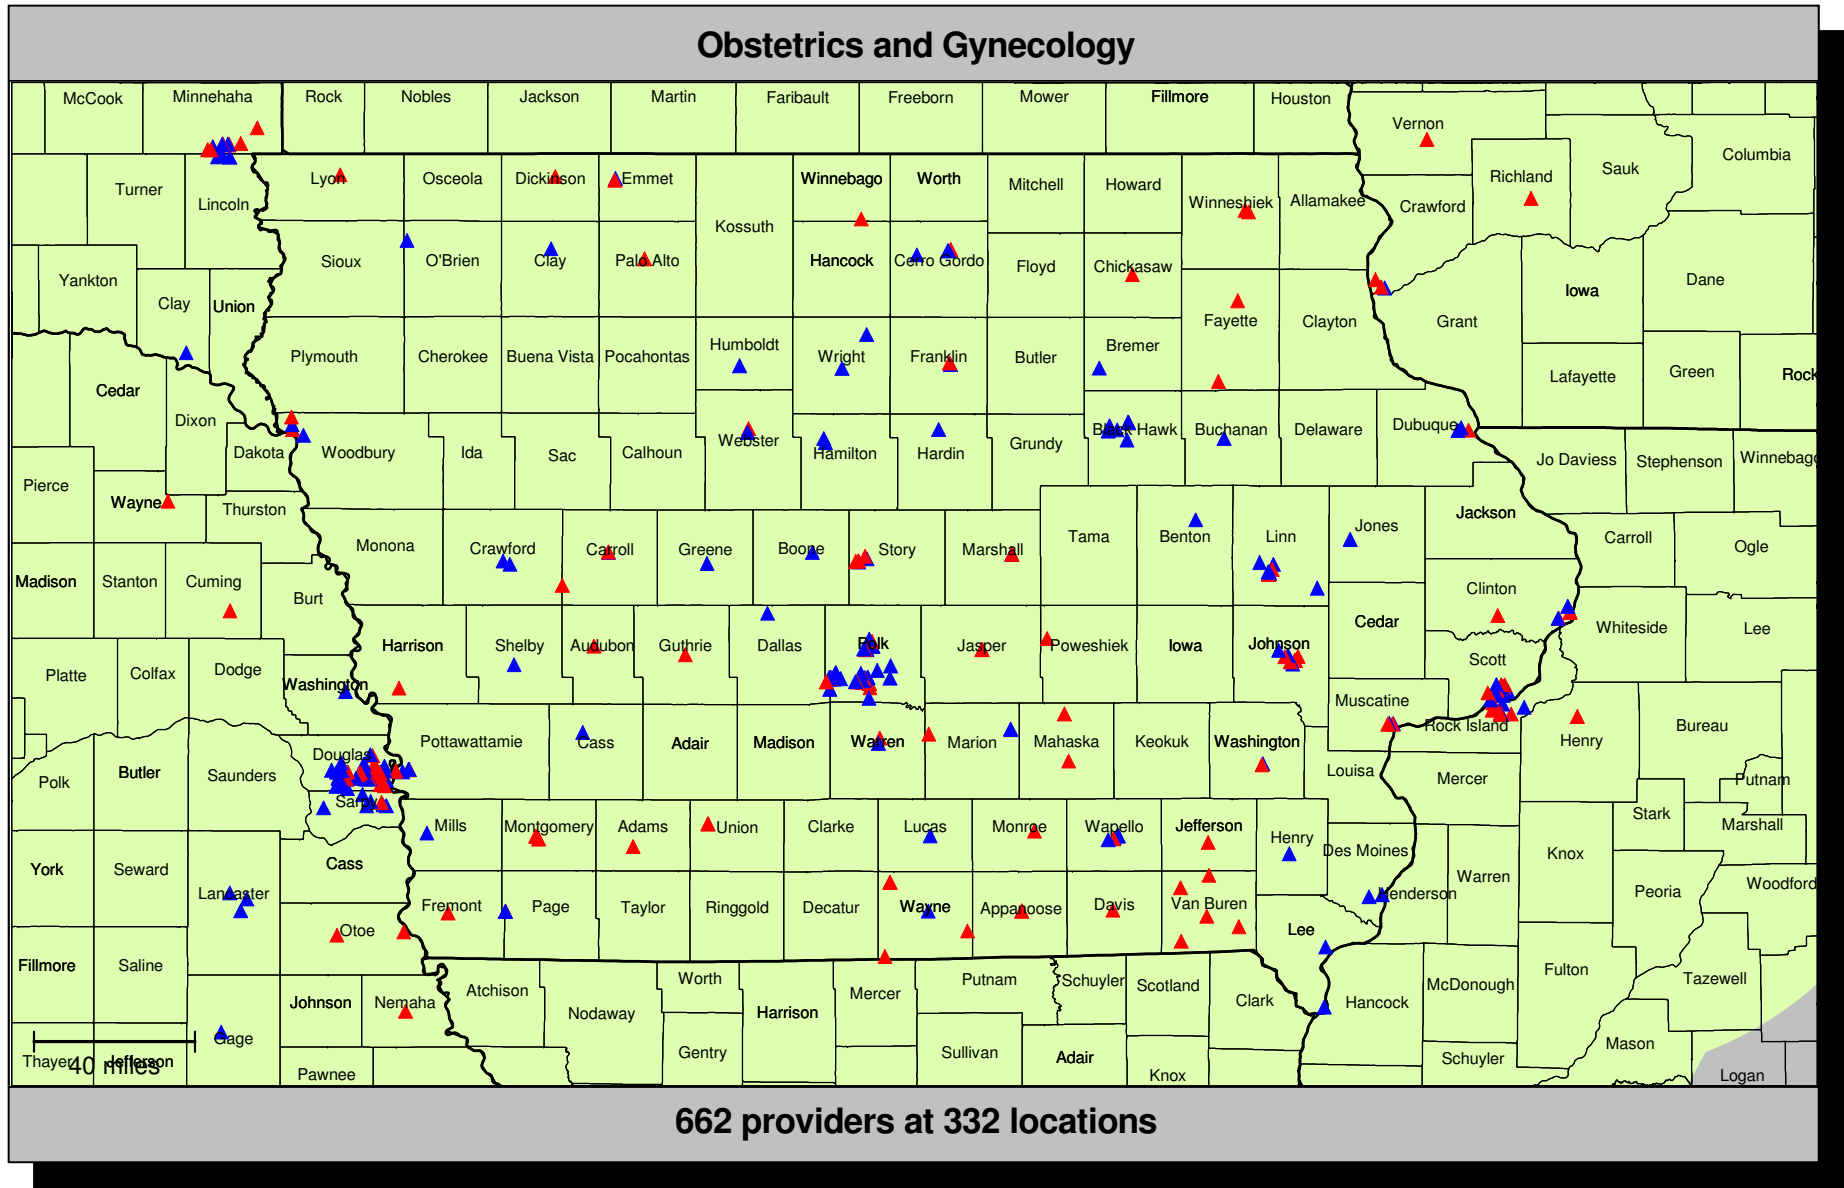 Obstetrics and Gynecology
McCook Minnehaha Rock Nobles Jackson Martin Faribault Freeborn Mower Fillmore Houston
Vernon
Columbia
Sauk
Turner Lyon Osceola Dickinson Emmet Winnebago Worth Mitchell Howard Richland
Lincoln Winneshiek Allamakee Crawford
Kossuth
Sioux O'Brien Clay Palo Alto Hancock Cerro Gordo Floyd Chickasaw
Yankton Dane
Clay Union Iowa
Fayette Clayton Grant
Plymouth Cherokee Buena Vista Pocahontas Humboldt Wright Franklin Butler Bremer
Cedar Lafayette Green Rock
Dixon
Webster Black Hawk Buchanan Delaware Dubuque
Dakota Woodbury Ida Sac Calhoun Hamilton Hardin Grundy
Jo Daviess Stephenson Winnebago
Pierce
Wayne Thurston Jackson
Monona Crawford Carroll Greene Boone Story Marshall Tama Benton Linn Jones
Carroll Ogle
Madison Stanton Cuming Clinton
Burt
Harrison Shelby Audubon Guthrie Dallas Polk Jasper Poweshiek Iowa Johnson Cedar
Whiteside Lee
Platte Colfax Dodge Scott
Washington Muscatine
Rock Island Henry Bureau
Pottawattamie Cass Adair Madison Warren Marion Mahaska Keokuk Washington
Douglas
Polk Butler Saunders Louisa Mercer Putnam
Sarpy
Mills Montgomery Adams Union Clarke Lucas Monroe Wapello Jefferson Henry
Stark Marshall
Des Moines Knox
York Seward Cass
Lancaster Warren Peoria Woodford
Henderson
Fremont Page Taylor Ringgold Decatur Wayne Appanoose Davis Van Buren
Otoe Lee
Fillmore Saline Fulton Tazewell
Johnson Nemaha Atchison Nodaway Worth Harrison Mercer Putnam Schuyler Scotland Clark Hancock McDonough
Gage
Gentry Sullivan Adair Mason
Thayer Jefferson Schuyler
40 miles
Pawnee Knox Logan
662 providers at 332 locations